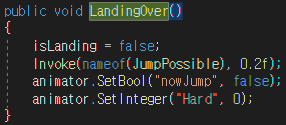 public void LandingOver()
{
isLanding = false;
Invoke(nameof(JumpPossible), 0.2f);
animator.SetBool("nowJump", false);
animator.SetInteger("Hard", 0);
}